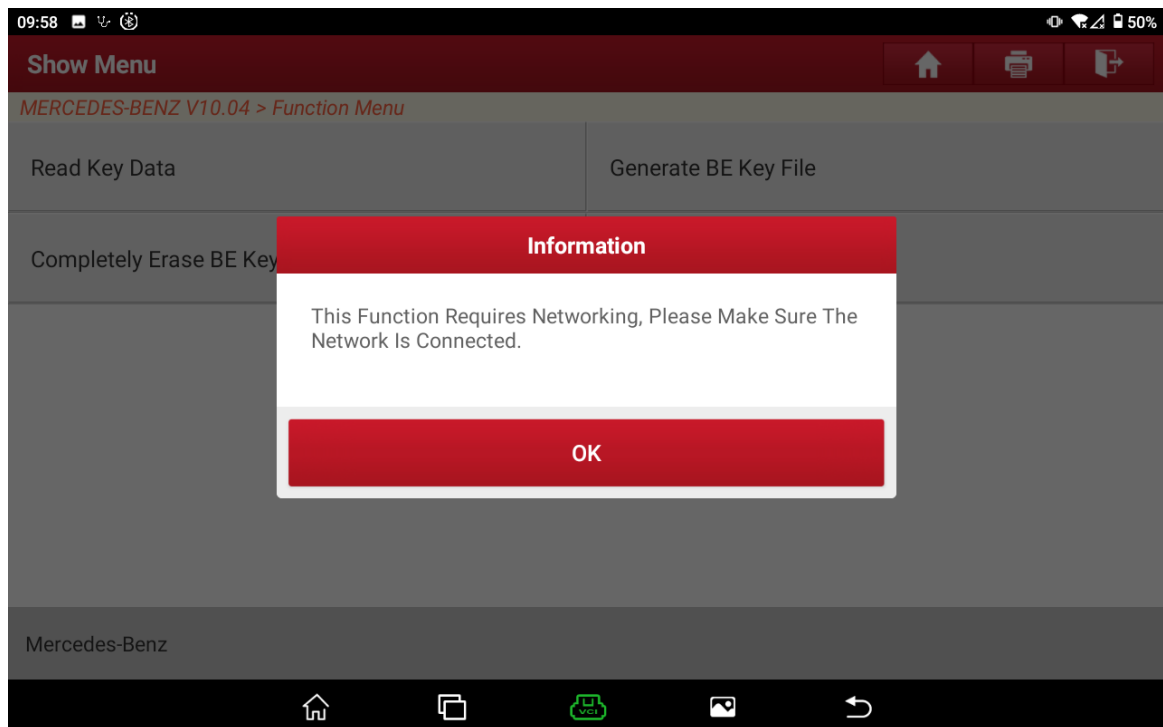 09:58
50%
Show Menu
MERCEDES-BENZ V10.04 > Function Menu
Read Key Data
Generate BE Key File
Completely Erase BE Key
Information
This Function Requires Networking, Please Make Sure The
Network Is Connected.
OK
Mercedes-Benz
VCI